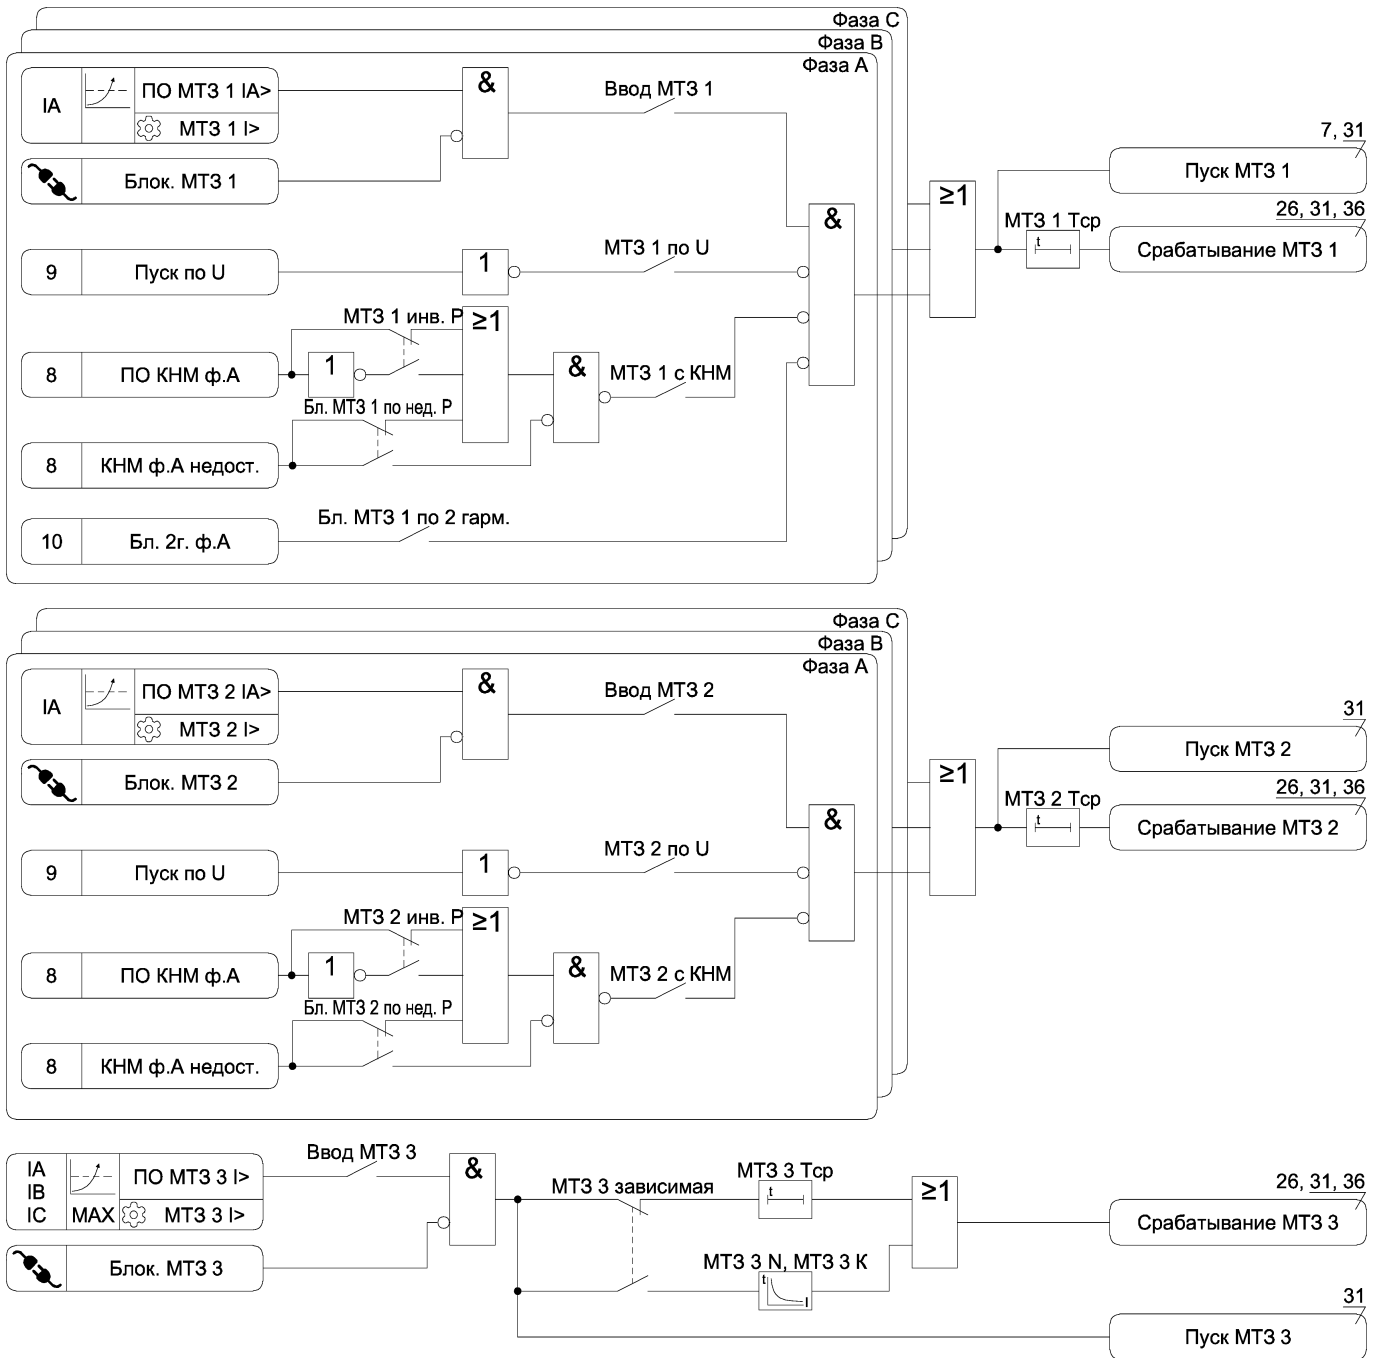 Фаза C
Фаза B
Фаза A
IA
ПО МТЗ 1 IA>
МТЗ 1 I>
Блок. МТЗ 1
&
Ввод МТЗ 1
9
Пуск по U
1
МТЗ 1 по U
8
ПО КНМ ф.А
1
МТЗ 1 инв. Р
≥1
Бл. МТЗ 1 по нед. Р
&
МТЗ 1 с КНМ
8
КНМ ф.А недост.
10
Бл. 2г. ф.А
Бл. МТЗ 1 по 2 гарм.
&
≥1
7, 31
Пуск МТЗ 1
МТЗ 1 Тср
t
26, 31, 36
Срабатывание МТЗ 1
Фаза C
Фаза B
Фаза A
IA
ПО МТЗ 2 IA>
МТЗ 2 I>
Блок. МТЗ 2
&
Ввод МТЗ 2
9
Пуск по U
1
МТЗ 2 по U
8
ПО КНМ ф.А
1
МТЗ 2 инв. Р
≥1
Бл. МТЗ 2 по нед. Р
&
МТЗ 2 с КНМ
8
КНМ ф.А недост.
&
≥1
31
Пуск МТЗ 2
МТЗ 2 Тср
t
26, 31, 36
Срабатывание МТЗ 2
IA
IB
IC
MAX
ПО МТЗ 3 I>
МТЗ 3 I>
Блок. МТЗ 3
Ввод МТЗ 3
&
МТЗ 3 зависимая
МТЗ 3 Тср
t
МТЗ 3 N, МТЗ 3 К
t
I
≥1
26, 31, 36
Срабатывание МТЗ 3
31
Пуск МТЗ 3